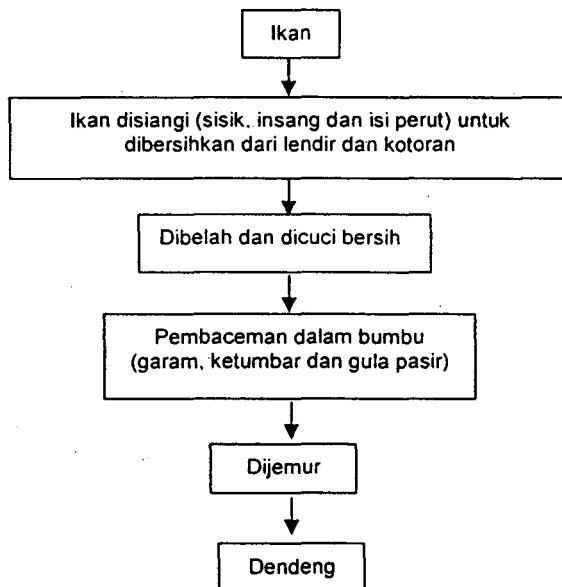 Ikan
Ikan disiangi (sisik, insang dan isi perut) untuk
dibersihkan dari lendir dan kotoran
Dibelah dan dicuci bersih
Pembaceman dalam bumbu
(garam, ketumbar dan gula pasir)
Dijemur
Dendeng